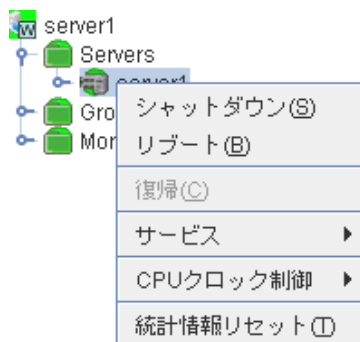 server1
Servers
server1
Gro
Mor
シャットダウン(S)
リブート(B)
復帰(C)
サービス
CPUクロック制御
統計情報リセット(T)